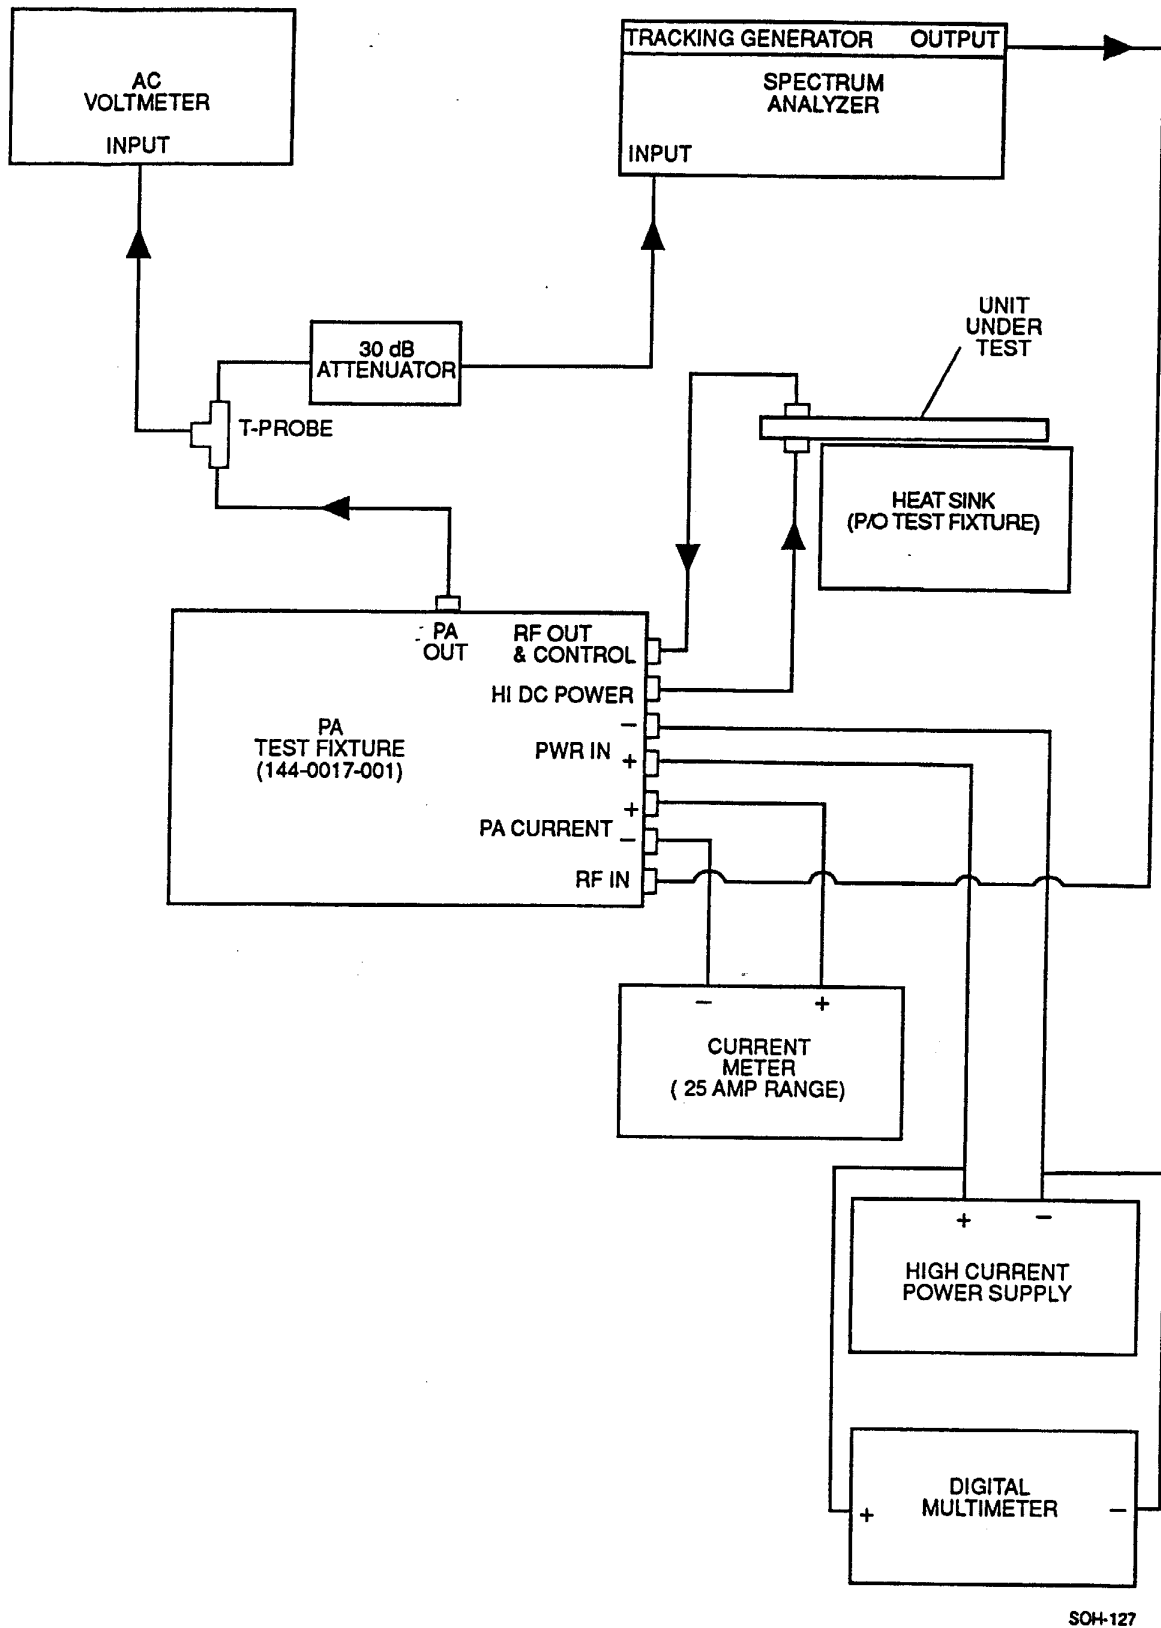 AC
VOLTMETER
INPUT
TRACKING GENERATOR OUTPUT
SPECTRUM
ANALYZER
INPUT
UNIT
UNDER
TEST
30 dB
ATTENUATOR
T-PROBE
HEAT SINK
(P/O TEST FIXTURE)
PA
OUT
RF OUT
& CONTROL
HI DC POWER
−
PWR IN
+
PA
TEST FIXTURE
(144-0017-001)
+
PA CURRENT
−
RF IN
− +
CURRENT
METER
( 25 AMP RANGE)
+ −
HIGH CURRENT
POWER SUPPLY
DIGITAL
MULTIMETER
+ −
SOH-127